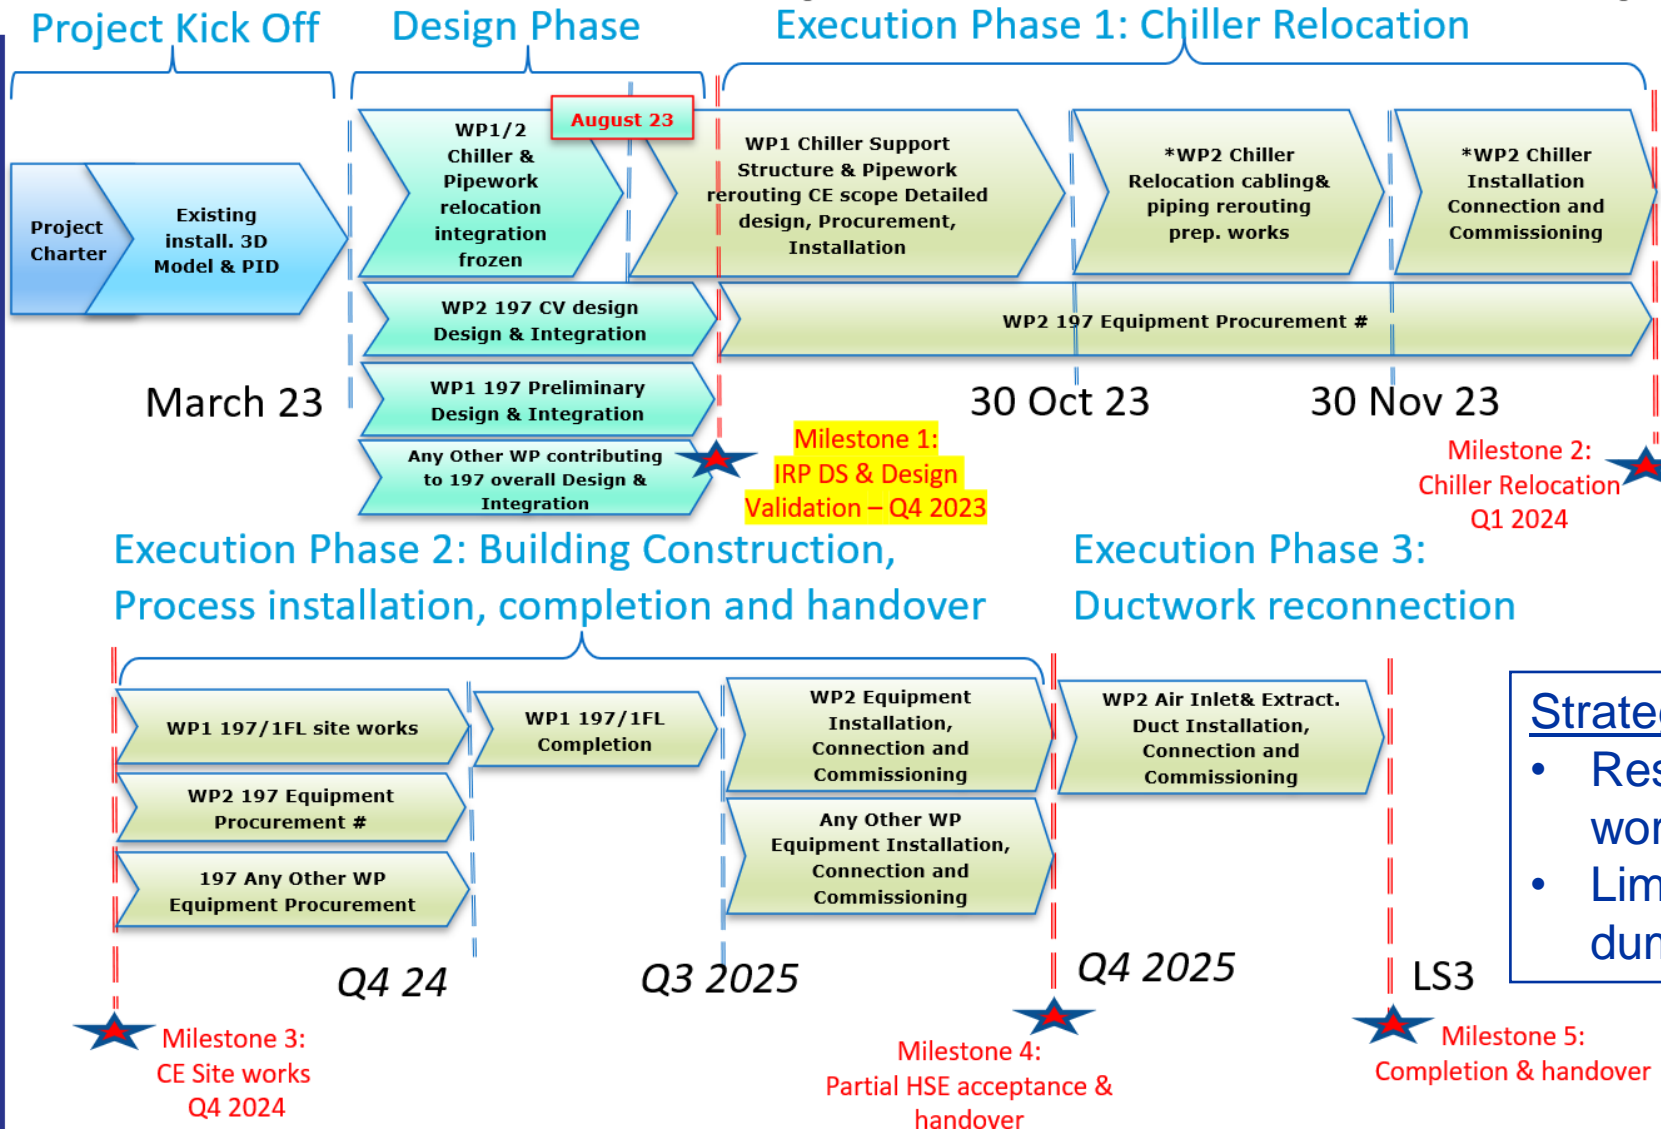 Project Kick Off
Design Phase
Execution Phase 1: Chiller Relocation
August 23
Project
Charter
Existing
install. 3D
Model & PID
WP1/2
Chiller &
Pipework
relocation
integration
frozen
WP1 Chiller Support
Structure & Pipework
rerouting CE scope Detailed
design, Procurement,
Installation
*WP2 Chiller
Relocation cabling&
piping rerouting
prep. works
*WP2 Chiller
Installation
Connection and
Commissioning
WP2 197 CV design
Design & Integration
WP2 197 Equipment Procurement #
WP1 197 Preliminary
Design & Integration
Any Other WP contributing
to 197 overall Design &
Integration
March 23
30 Oct 23
30 Nov 23
Milestone 1:
IRP DS & Design
Validation – Q4 2023
Milestone 2:
Chiller Relocation
Q1 2024
Execution Phase 2: Building Construction,
Process installation, completion and handover
Execution Phase 3:
Ductwork reconnection
WP1 197/1FL site works
WP1 197/1FL
Completion
WP2 Equipment
Installation,
Connection and
Commissioning
WP2 Air Inlet& Extract.
Duct Installation,
Connection and
Commissioning
WP2 197 Equipment
Procurement #
Any Other WP
Equipment Installation,
Connection and
Commissioning
197 Any Other WP
Equipment Procurement
Q4 24
Q3 2025
Q4 2025
LS3
Milestone 3:
CE Site works
Q4 2024
Milestone 4:
Partial HSE acceptance &
handover
Milestone 5:
Completion & handover